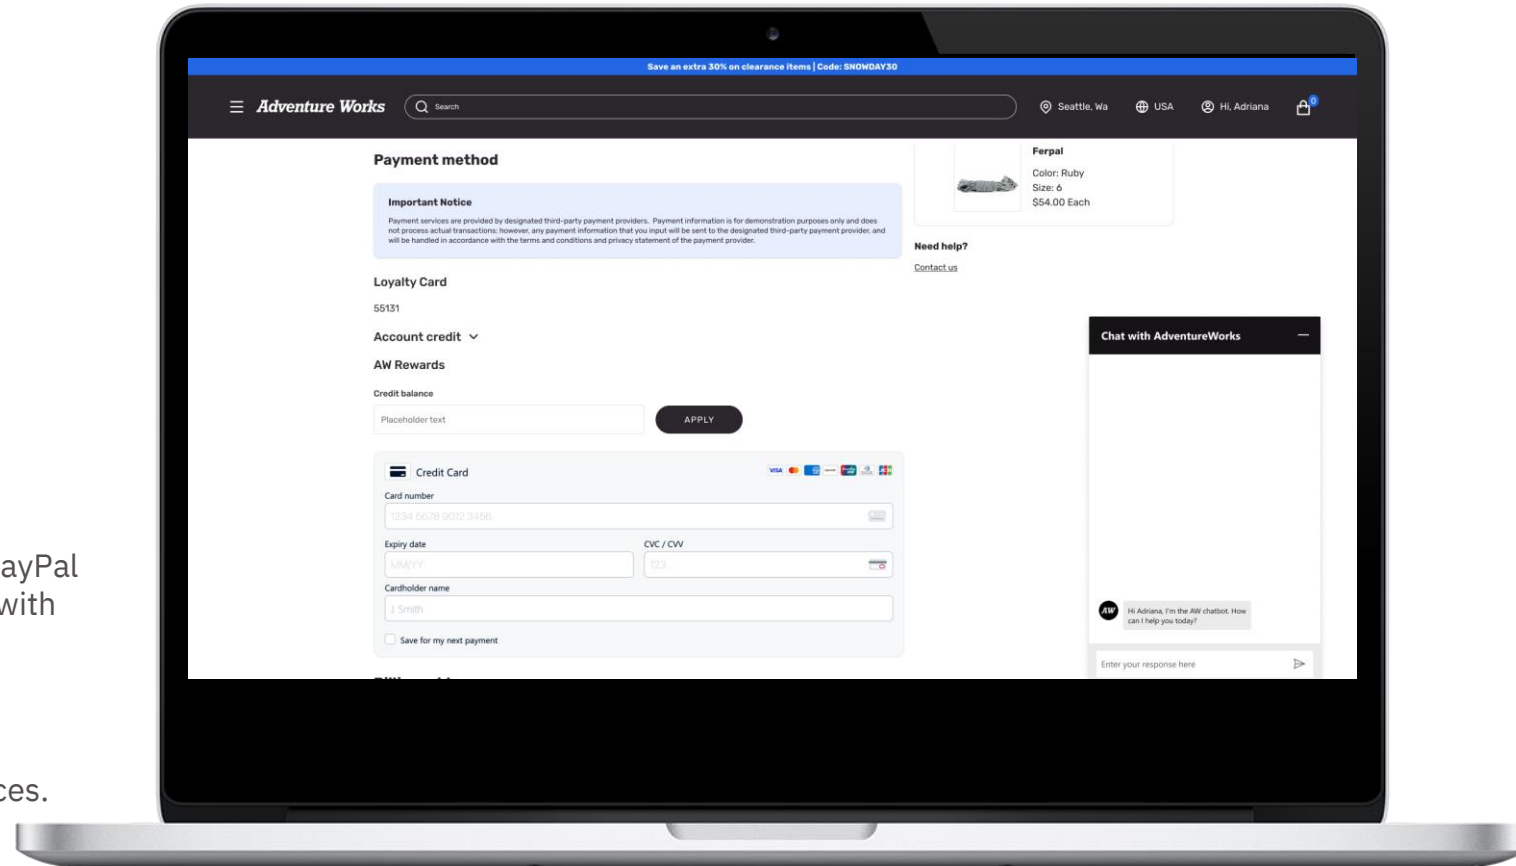 Save an extra 30% on clearance items | Code: SNOWDAY30
Adventure Works
Search
Seattle, Wa
USA
Hi, Adriana
0
Payment method
Important Notice
Payment services are provided by designated third-party payment providers. Payment information is for demonstration purposes only and does
not process actual transactions; however, any payment information that you input will be sent to the designated third-party payment provider, and
will be handled in accordance with the terms and conditions and privacy statement of the payment provider.
Loyalty Card
55131
Account credit
AW Rewards
Credit balance
Placeholder text
APPLY
Credit Card
VISA
Card number
1234 5678 9012 3456
Expiry date
CVC / CVV
MM/YY
123
Cardholder name
J. Smith
Save for my next payment
Ferpal
Color: Ruby
Size: 6
$54.00 Each
Need help?
Contact us
Chat with AdventureWorks
AW
Hi Adriana, I'm the AW chatbot. How
can I help you today?
Enter your response here
ayPal
with
ces.